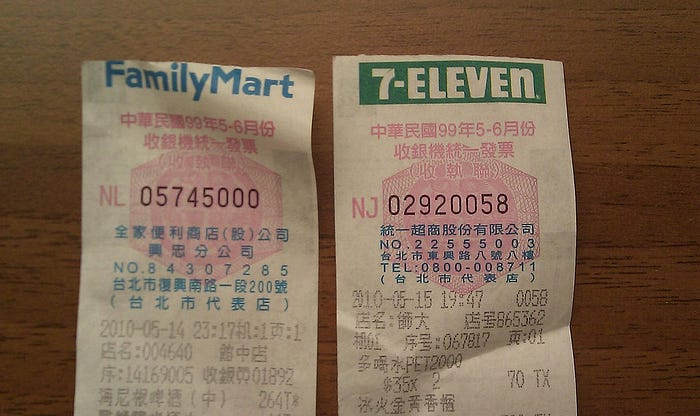 FamilyMart
中華民國99年5-6月份
收銀機統一發票
(收執聯)
NL 05745000
全家便利商店(股)公司
興忠分公司
NO.84307285
台北市復興南路一段200號
(台北市代表店)
2010-05-14 23:17機:1頁:1
店名:004640 館中店
序:14169005 收銀員01892
海尼根啤酒(中) 264T*
7-ELEVEN
中華民國99年5-6月份
收銀機統一發票
(收執聯)
NJ 02920058
統一超商股份有限公司
NO.22555003
台北市東興路八號八樓
TEL:0800-008711
(台北市代表店)
2010-05-15 19:47 0058
店名:師大 店號865362
機01 序號:067817 頁:01
多喝水PET2000
$35x 2 70 TX
冰火金黃香檳